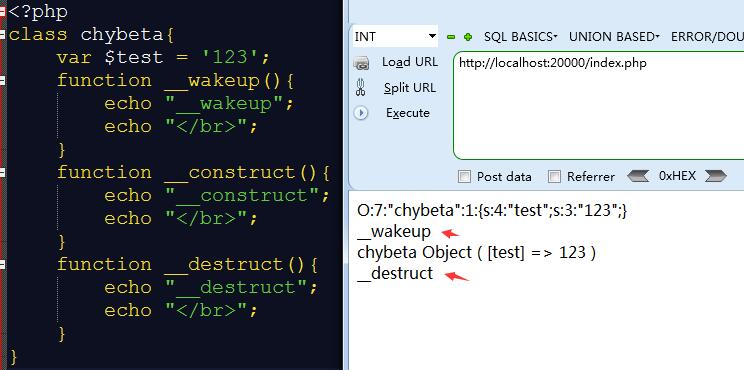 <?php
class chybeta{
    var $test = '123';
    function __wakeup(){
        echo "__wakeup";
        echo "</br>";
    }
    function __construct(){
        echo "__construct";
        echo "</br>";
    }
    function __destruct(){
        echo "__destruct";
        echo "</br>";
    }
}
INT SQL BASICS UNION BASED ERROR/DOU
Load URL
Split URL
Execute
http://localhost:20000/index.php
Post data Referrer 0xHEX
O:7:"chybeta":1:{s:4:"test";s:3:"123";}
__wakeup
chybeta Object ( [test] => 123 )
__destruct